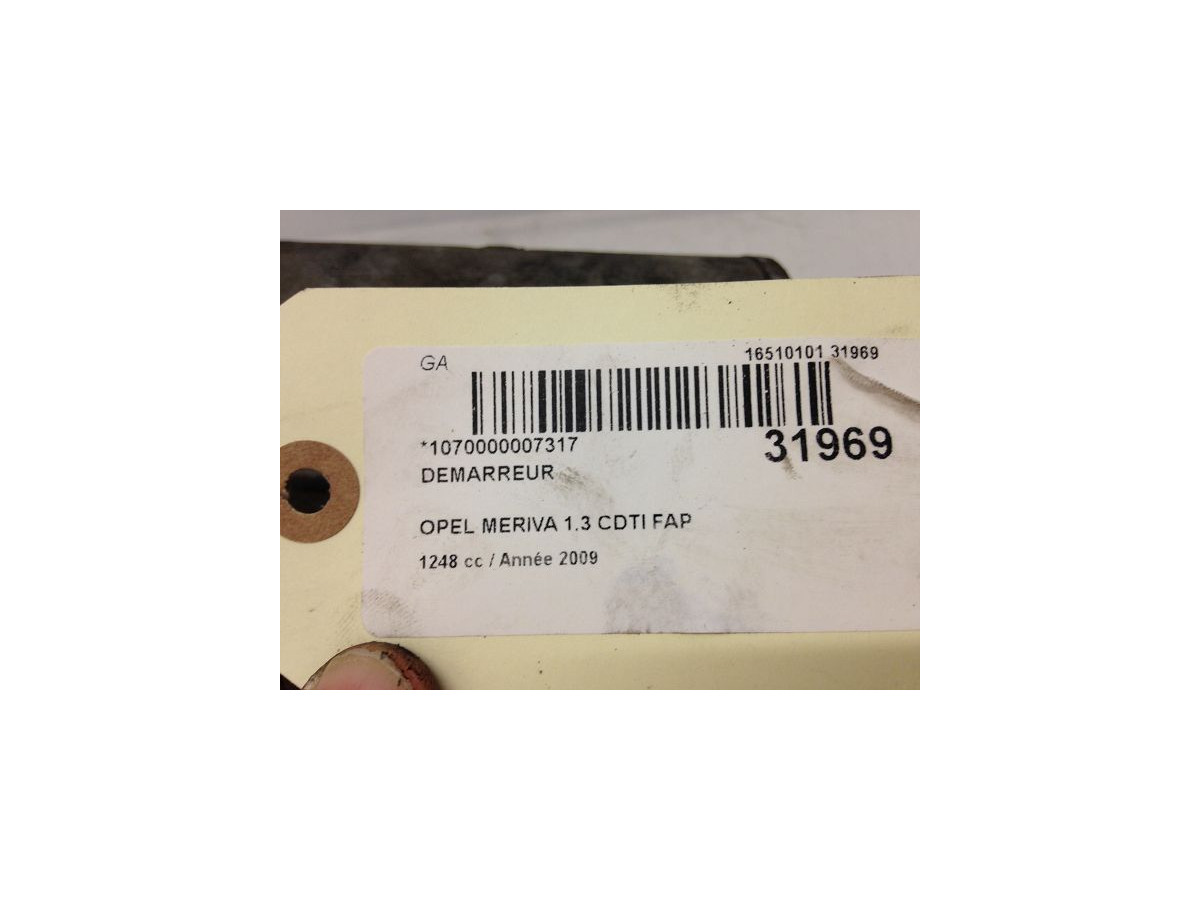 GA
16510101 31969
*1070000007317
31969
DEMARREUR
OPEL MERIVA 1.3 CDTI FAP
1248 cc / Année 2009